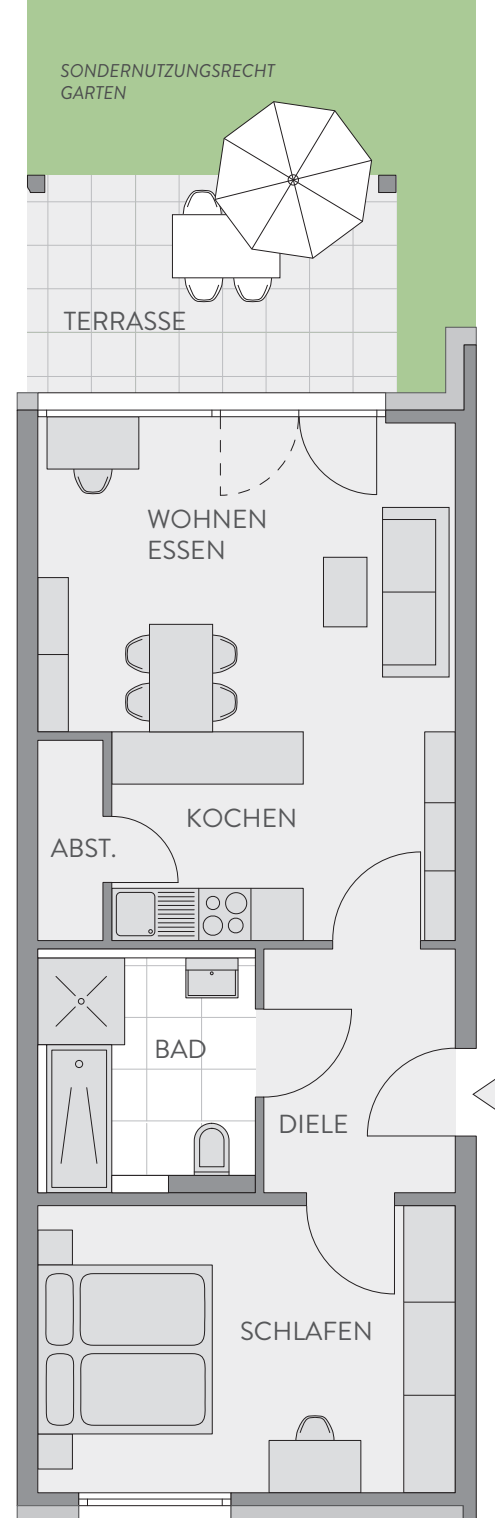 SONDERNUTZUNGSRECHT
GARTEN
TERRASSE
WOHNEN
ESSEN
KOCHEN
ABST.
BAD
DIELE
SCHLAFEN